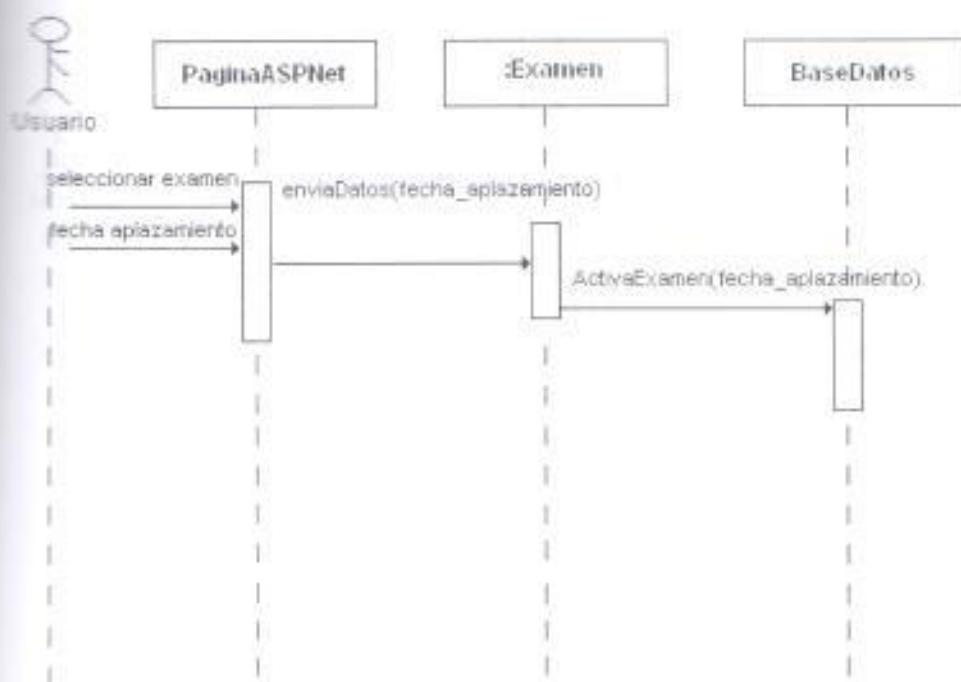 PaginaASPNet
:Examen
BaseDatos
Usuario
seleccionar examen
enviaDatos(fecha_aplazamiento)
fecha aplazamiento
ActivaExamen(fecha_aplazamiento)